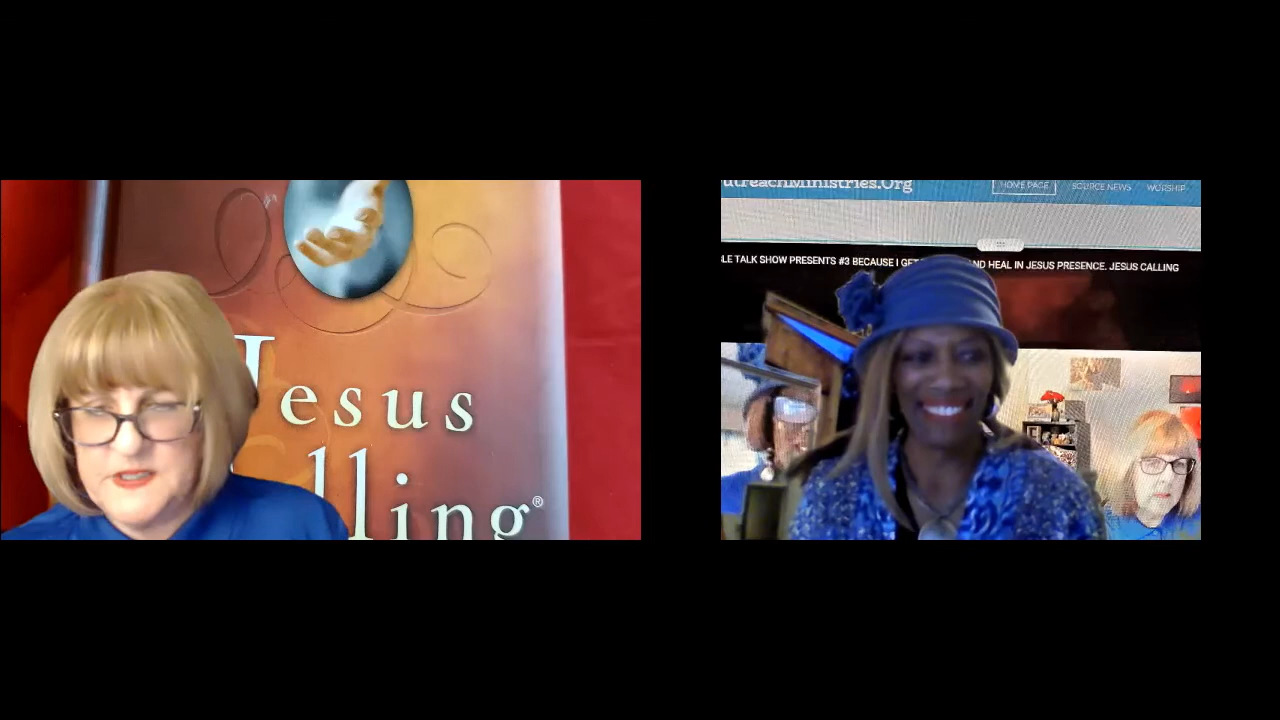 Jesus
lling®
utreachMinistries.Org
HOME PAGE
SOURCE NEWS
WORSHIP
LE TALK SHOW PRESENTS #3 BECAUSE I GET ND HEAL IN JESUS PRESENCE. JESUS CALLING